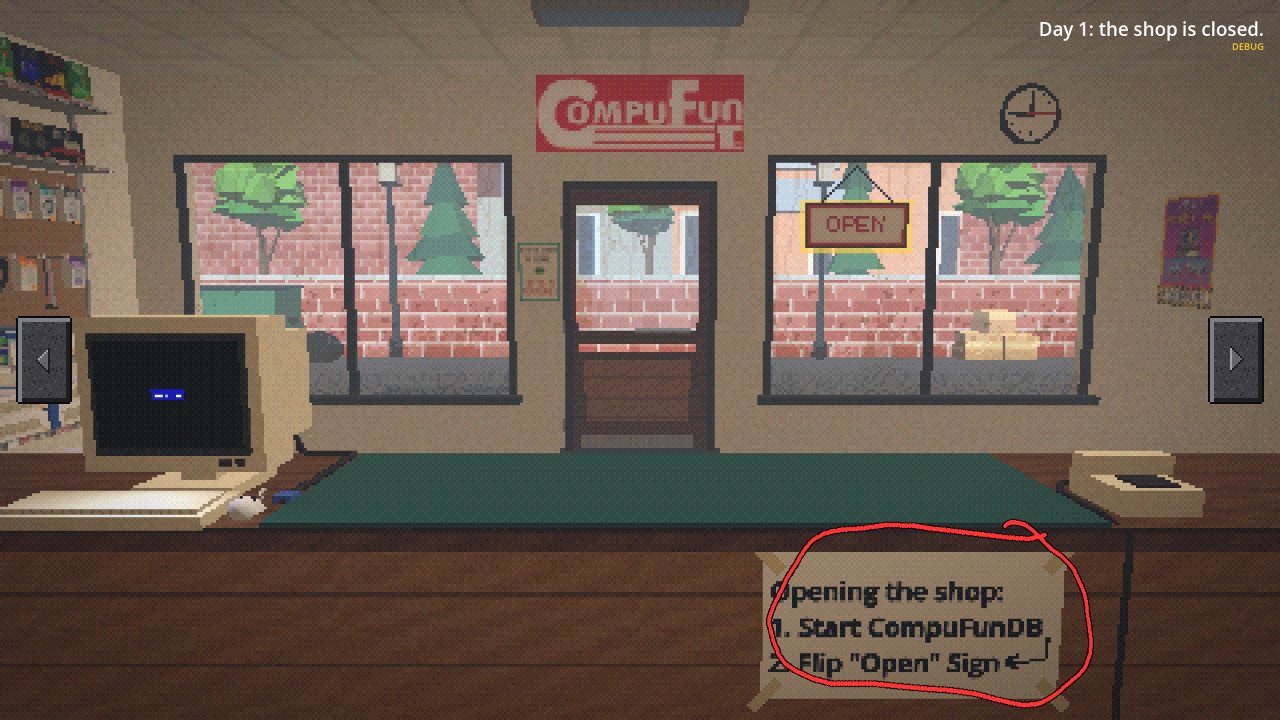 Day 1: the shop is closed.
DEBUG
COMPUFUN
OPEN
Opening the shop:
1. Start CompuFunDB
2. Flip "Open" Sign